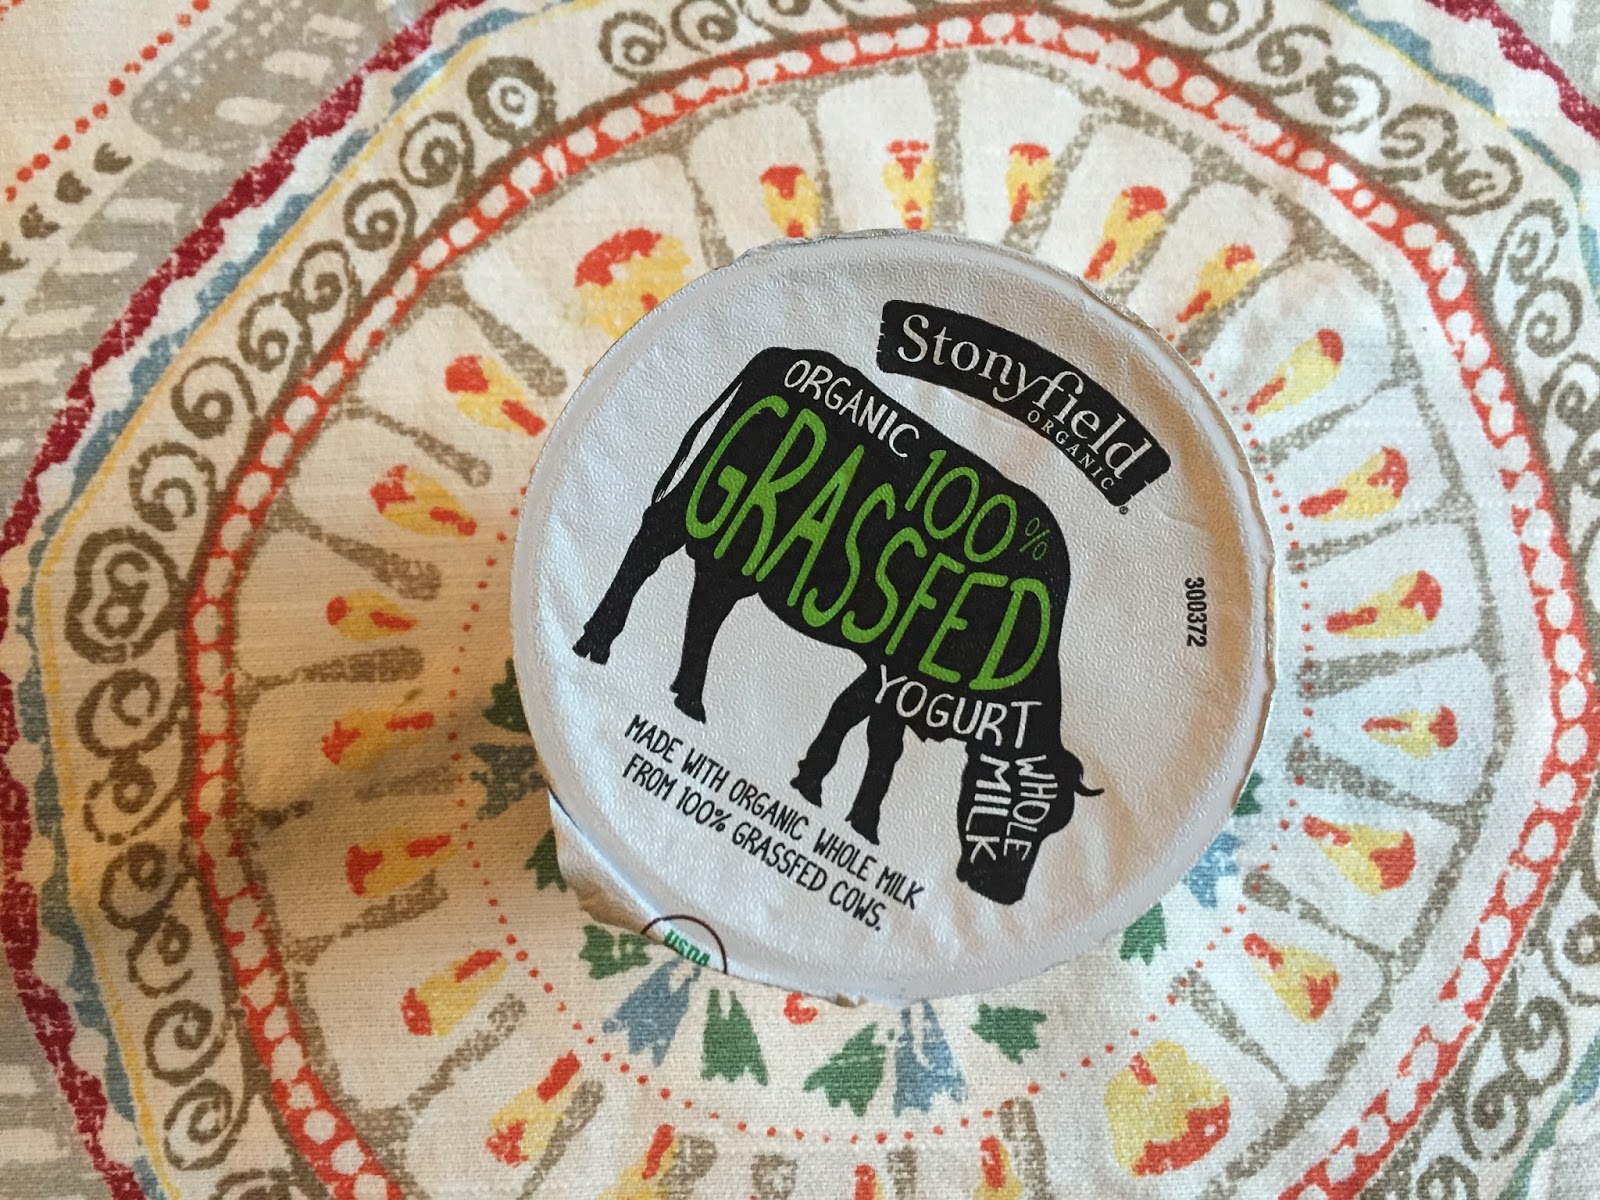 Stonyfield
ORGANIC®
ORGANIC
100%
GRASSFED
YOGURT
WHOLE
MILK
MADE WITH ORGANIC WHOLE MILK
FROM 100% GRASSFED COWS.
300372
USDA